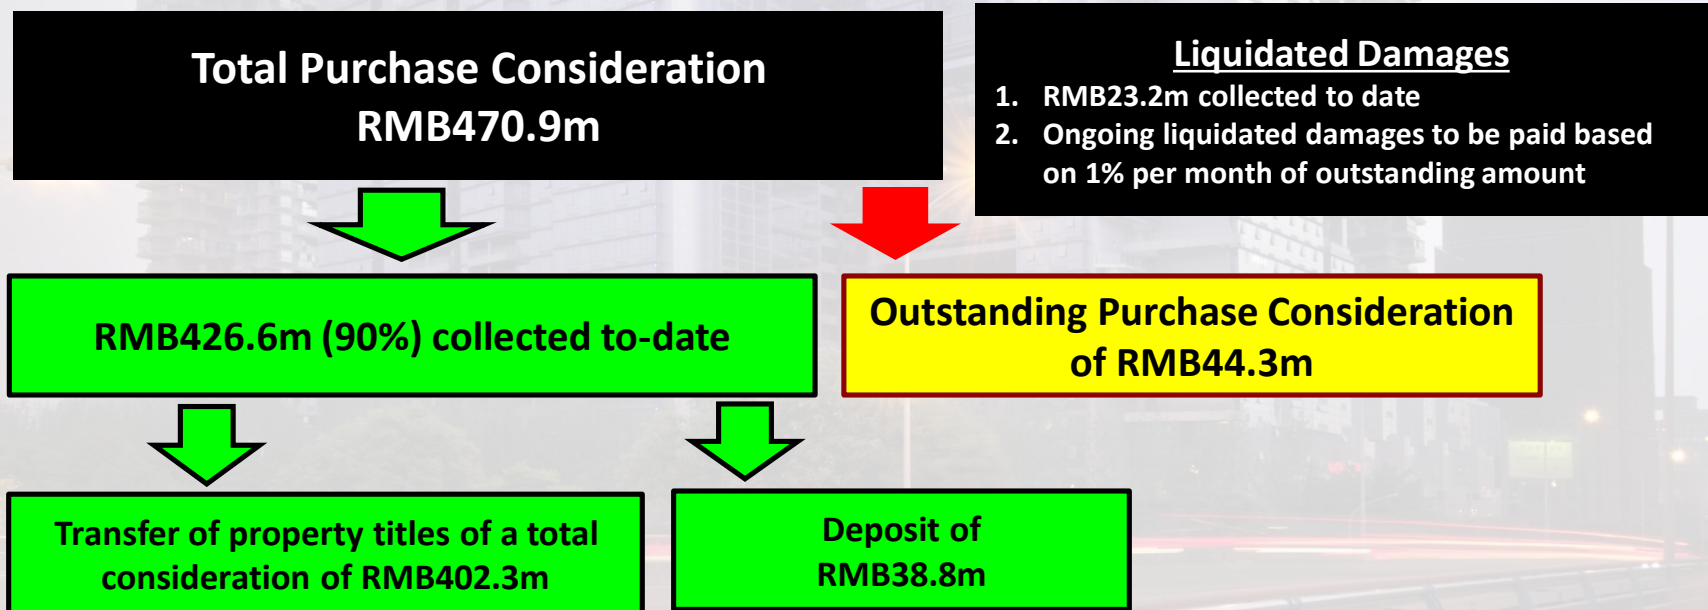 Total Purchase Consideration
RMB470.9m
Liquidated Damages
1. RMB23.2m collected to date
2. Ongoing liquidated damages to be paid based
on 1% per month of outstanding amount
RMB426.6m (90%) collected to-date
Outstanding Purchase Consideration
of RMB44.3m
Transfer of property titles of a total
consideration of RMB402.3m
Deposit of
RMB38.8m